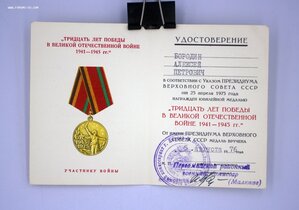 "ТРИДЦАТЬ ЛЕТ ПОБЕДЫ
В ВЕЛИКОЙ ОТЕЧЕСТВЕННОЙ ВОЙНЕ
1941—1945 гг."
УЧАСТНИКУ ВОЙНЫ
УДОСТОВЕРЕНИЕ
БОРОДИН
АЛЕКСЕЙ
ПЕТРОВИЧ
в соответствии с Указом ПРЕЗИДИУМА
ВЕРХОВНОГО СОВЕТА СССР
от 25 апреля 1975 года
НАГРАЖДЕН ЮБИЛЕЙНОЙ МЕДАЛЬЮ
"ТРИДЦАТЬ ЛЕТ ПОБЕДЫ
В ВЕЛИКОЙ ОТЕЧЕСТВЕННОЙ
ВОЙНЕ 1941—1945 гг."
От имени ПРЕЗИДИУМА ВЕРХОВНОГО
СОВЕТА СССР МЕДАЛЬ ВРУЧЕНА
августа
районный